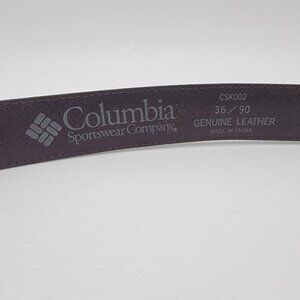 Columbia
Sportswear Company®
CSK002
36/90
GENUINE LEATHER
MADE IN CHINA